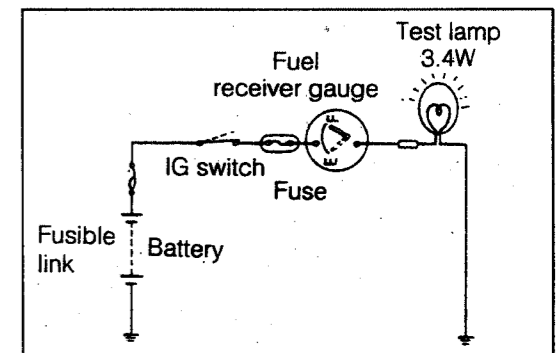 Test lamp
3.4W
Fuel
receiver gauge
F
E
IG switch
Fuse
Fusible
link
Battery